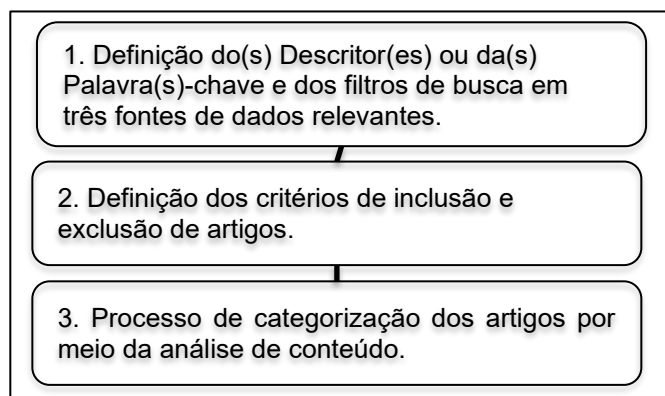 1. Definição do(s) Descritor(es) ou da(s)
Palavra(s)-chave e dos filtros de busca em
três fontes de dados relevantes.
2. Definição dos critérios de inclusão e
exclusão de artigos.
3. Processo de categorização dos artigos por
meio da análise de conteúdo.